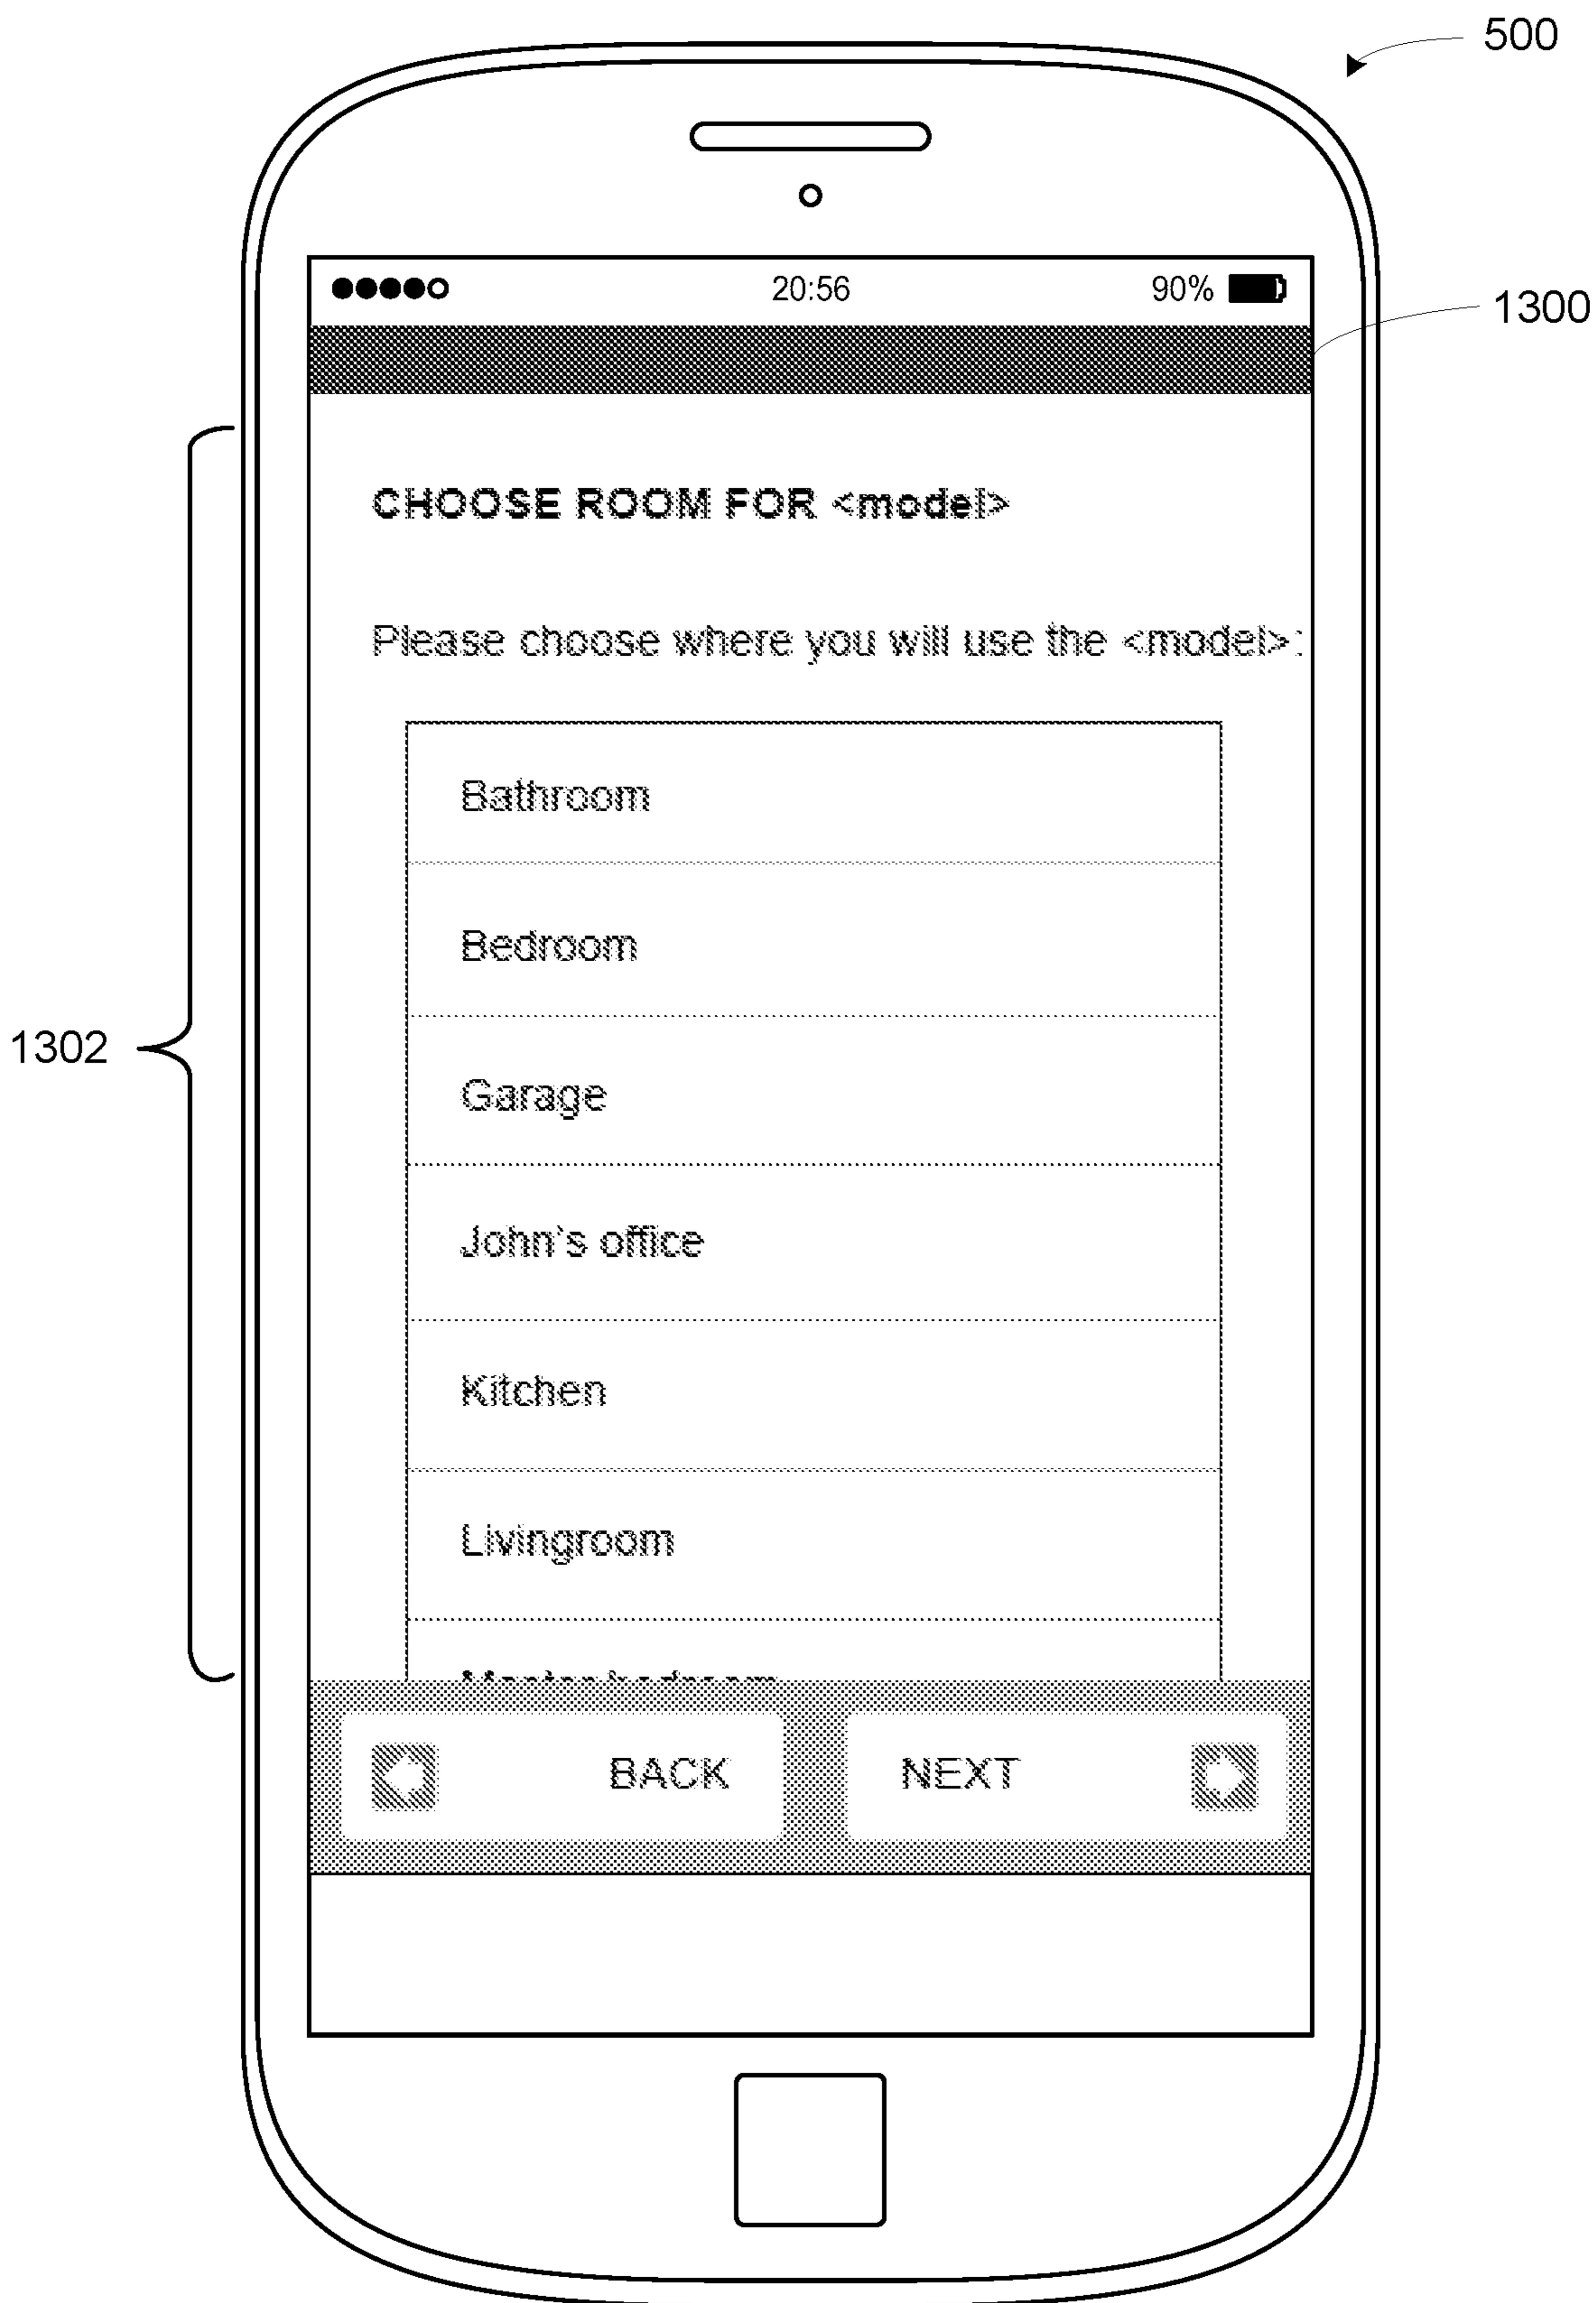 500
20:56 90%
1300
CHOOSE ROOM FOR <model>
Please choose where you will use the <model>:
Bathroom
Bedroom
1302
Garage
John's office
Kitchen
Livingroom
BACK NEXT